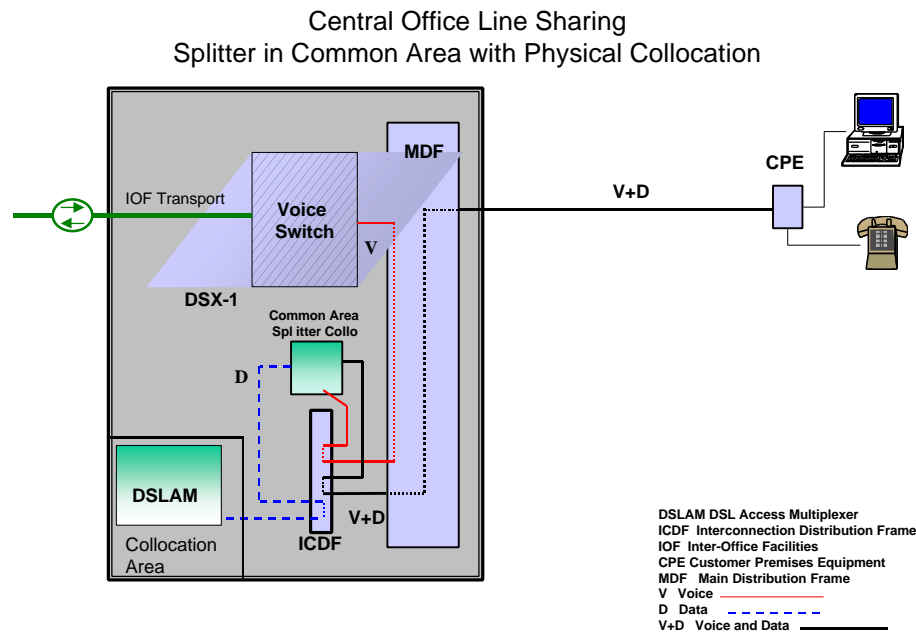 Central Office Line Sharing
Splitter in Common Area with Physical Collocation
MDF
CPE
V+D
IOF Transport
Voice
Switch
V
DSX-1
Common Area
Spl itter Collo
D
DSLAM
V+D
ICDF
Collocation
Area
DSLAM DSL Access Multiplexer
ICDF Interconnection Distribution Frame
IOF Inter-Office Facilities
CPE Customer Premises Equipment
MDF Main Distribution Frame
V Voice
D Data
V+D Voice and Data